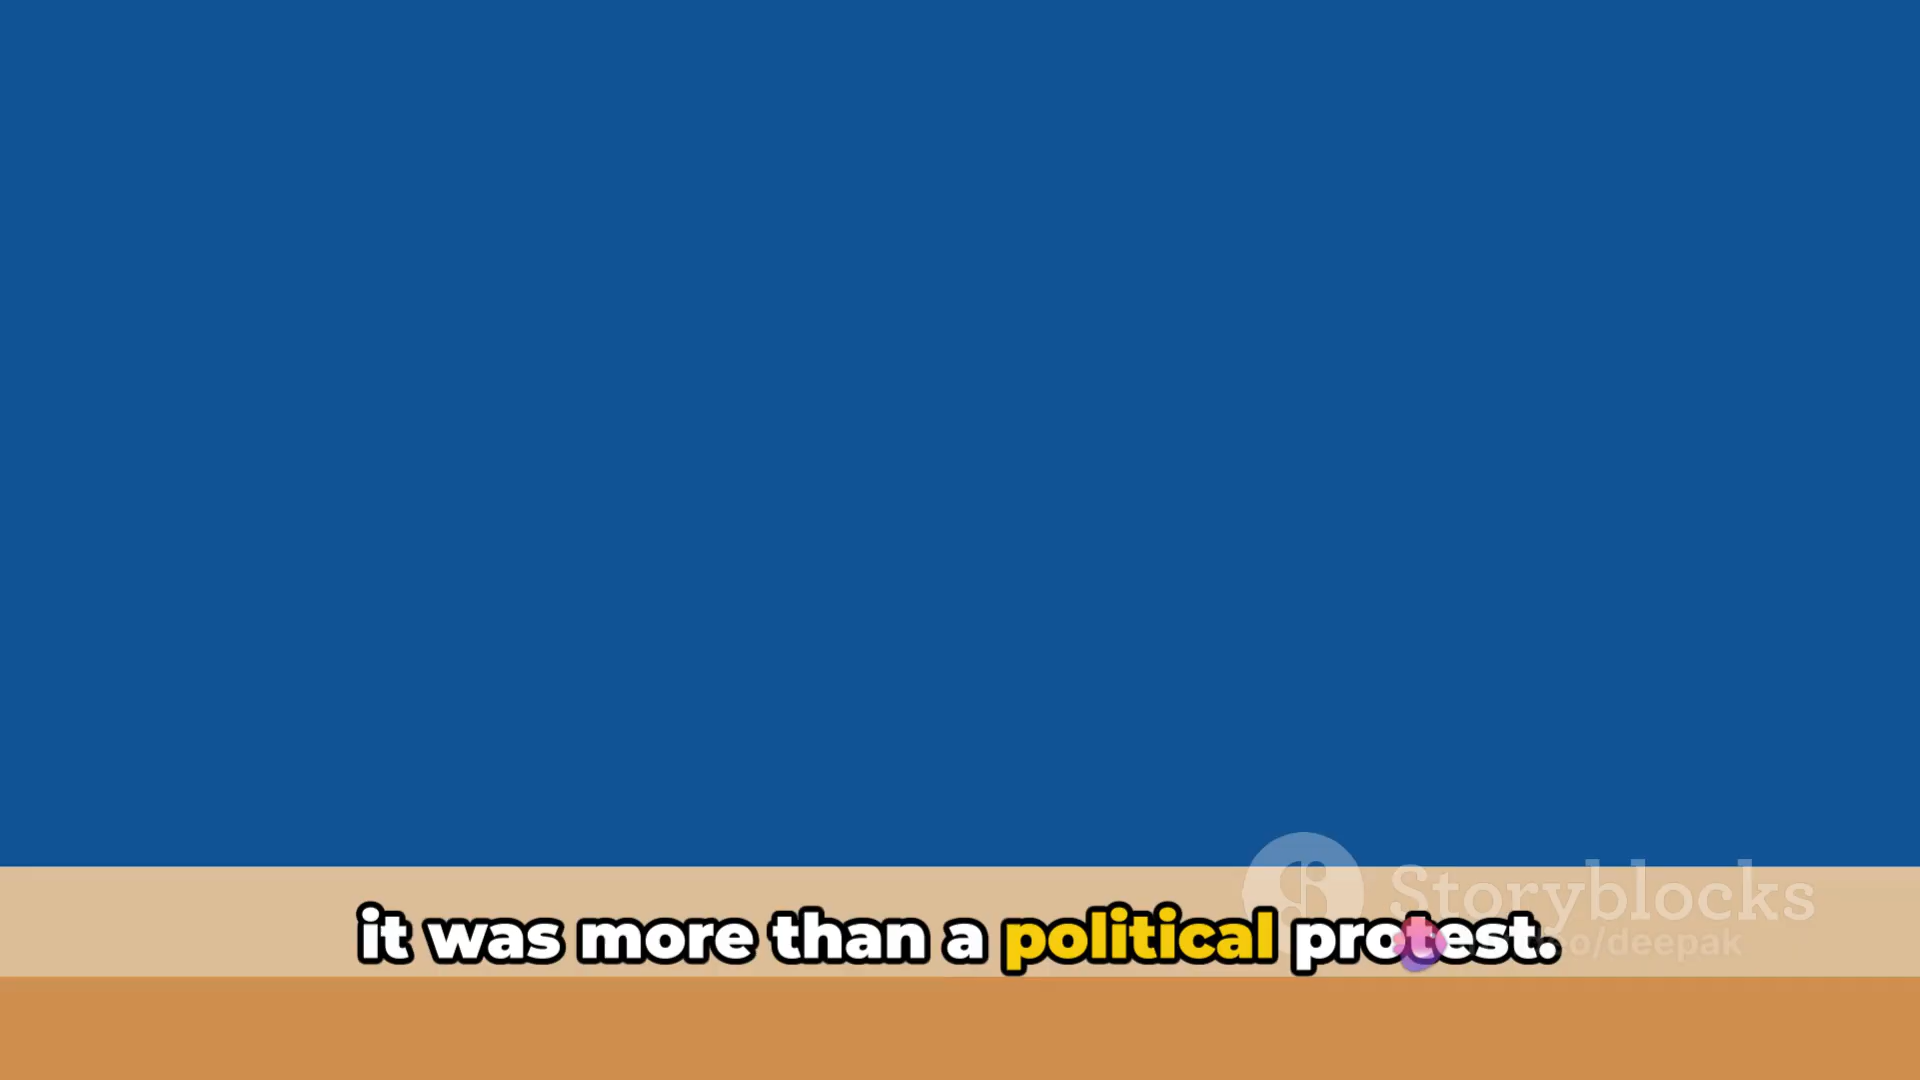 Storyblocks
it was more than a political protest.
/deepak